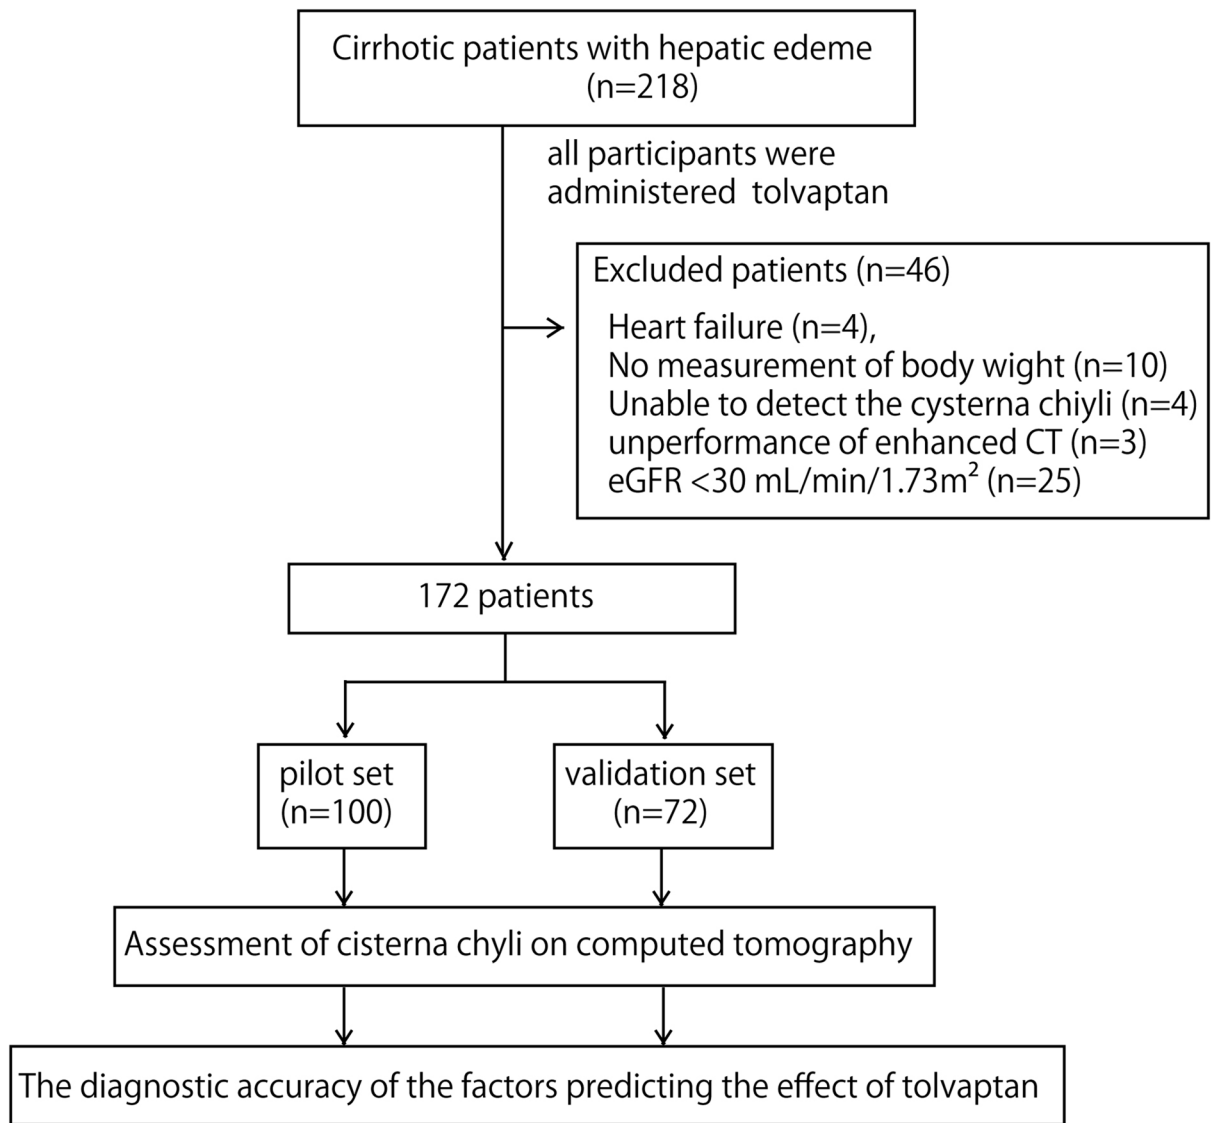 Cirrhotic patients with hepatic edeme
(n=218)
all participants were
administered tolvaptan
Excluded patients (n=46)
Heart failure (n=4),
No measurement of body wight (n=10)
Unable to detect the cysterna chiyli (n=4)
unperformance of enhanced CT (n=3)
eGFR <30 mL/min/1.73m² (n=25)
172 patients
pilot set
(n=100)
validation set
(n=72)
Assessment of cisterna chyli on computed tomography
The diagnostic accuracy of the factors predicting the effect of tolvaptan